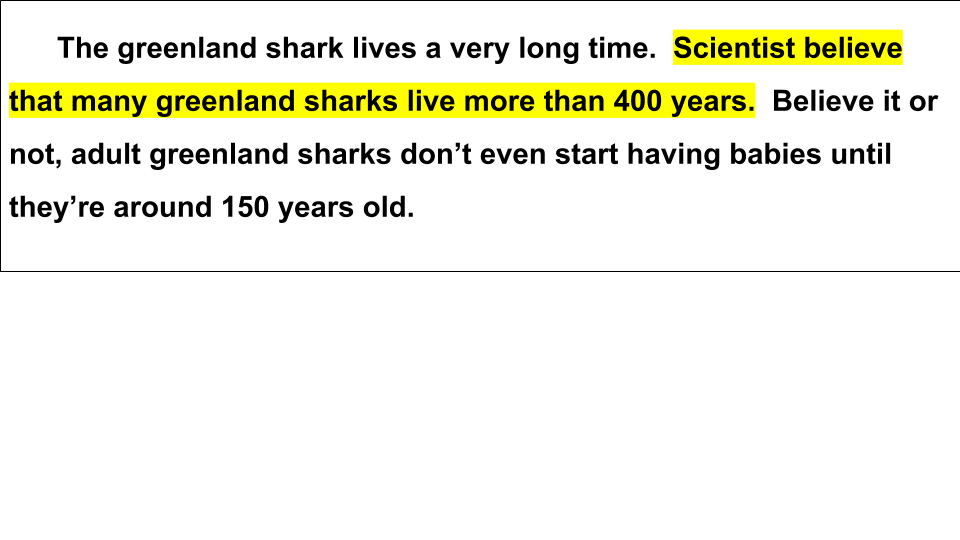 The greenland shark lives a very long time.  Scientist believe
that many greenland sharks live more than 400 years.  Believe it or
not, adult greenland sharks don’t even start having babies until
they’re around 150 years old.